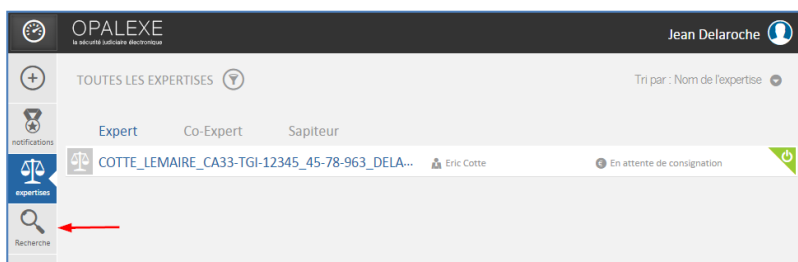 OPALEXE
la sécurité judiciaire électronique
Jean Delaroche
TOUTES LES EXPERTISES
Tri par : Nom de l'expertise
notifications
Expert Co-Expert Sapiteur
COTTE_LEMAIRE_CA33-TGI-12345_45-78-963_DELA... Eric Cotte En attente de consignation
expertises
Recherche